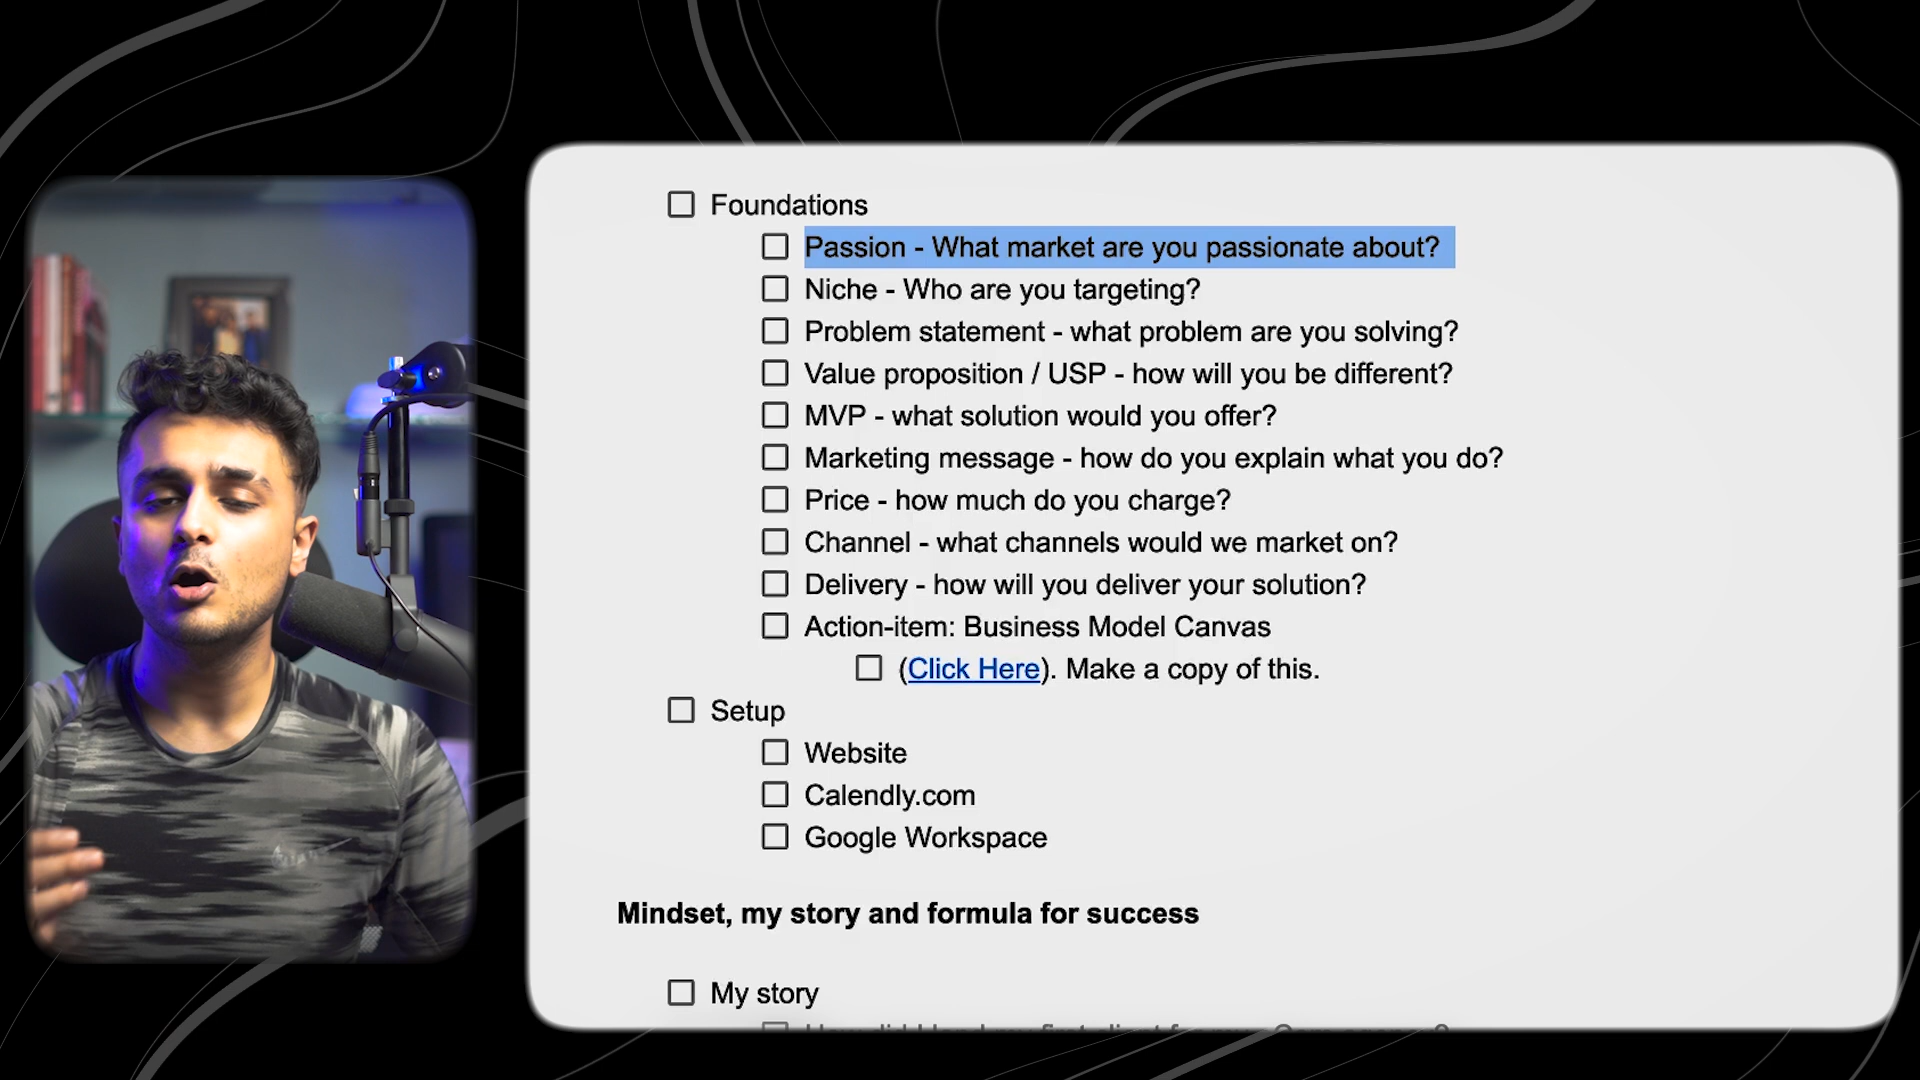 Foundations
Passion - What market are you passionate about?
Niche - Who are you targeting?
Problem statement - what problem are you solving?
Value proposition / USP - how will you be different?
MVP - what solution would you offer?
Marketing message - how do you explain what you do?
Price - how much do you charge?
Channel - what channels would we market on?
Delivery - how will you deliver your solution?
Action-item: Business Model Canvas
(Click Here). Make a copy of this.
Setup
Website
Calendly.com
Google Workspace
Mindset, my story and formula for success
My story